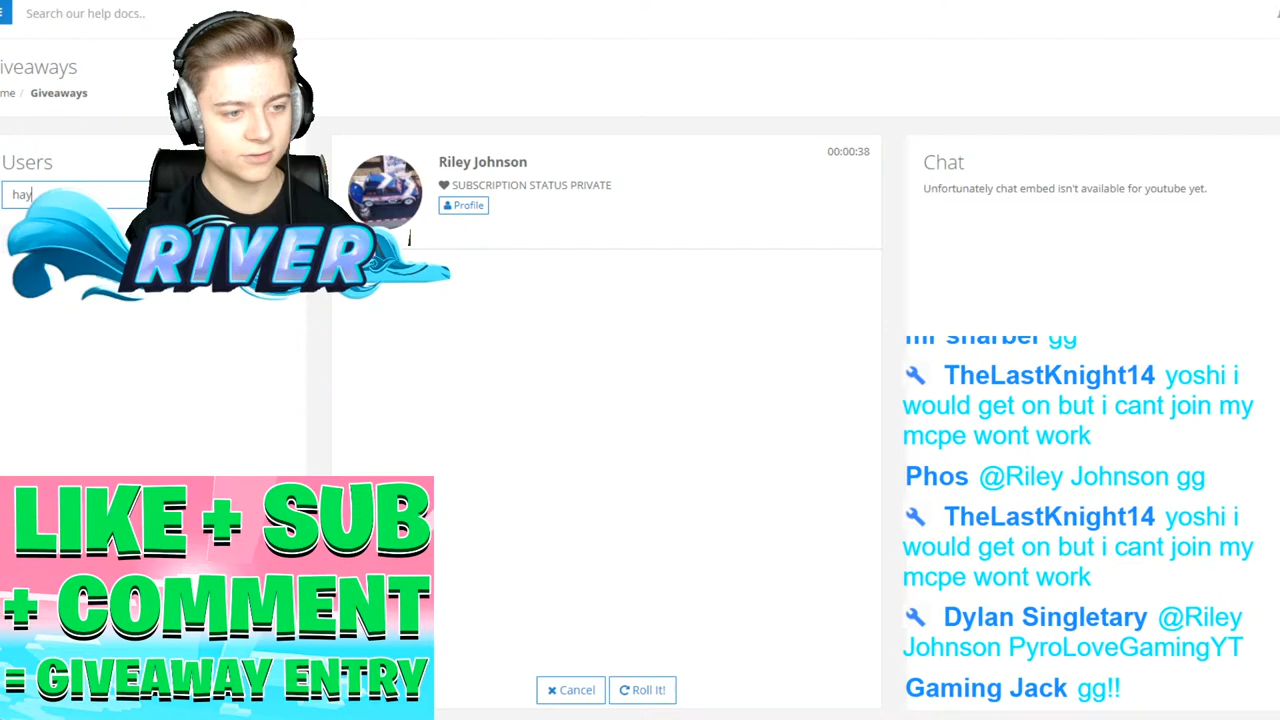 Search our help docs..
iveaways
me / Giveaways
Users
hay
RIVER
Riley Johnson
SUBSCRIPTION STATUS PRIVATE
Profile
00:00:38
Cancel
Roll It!
Chat
Unfortunately chat embed isn't available for youtube yet.
mr sharber gg
TheLastKnight14 yoshi i
would get on but i cant join my
mcpe wont work
Phos @Riley Johnson gg
TheLastKnight14 yoshi i
would get on but i cant join my
mcpe wont work
Dylan Singletary @Riley
Johnson PyroLoveGamingYT
Gaming Jack gg!!
LIKE + SUB
+ COMMENT
= GIVEAWAY ENTRY